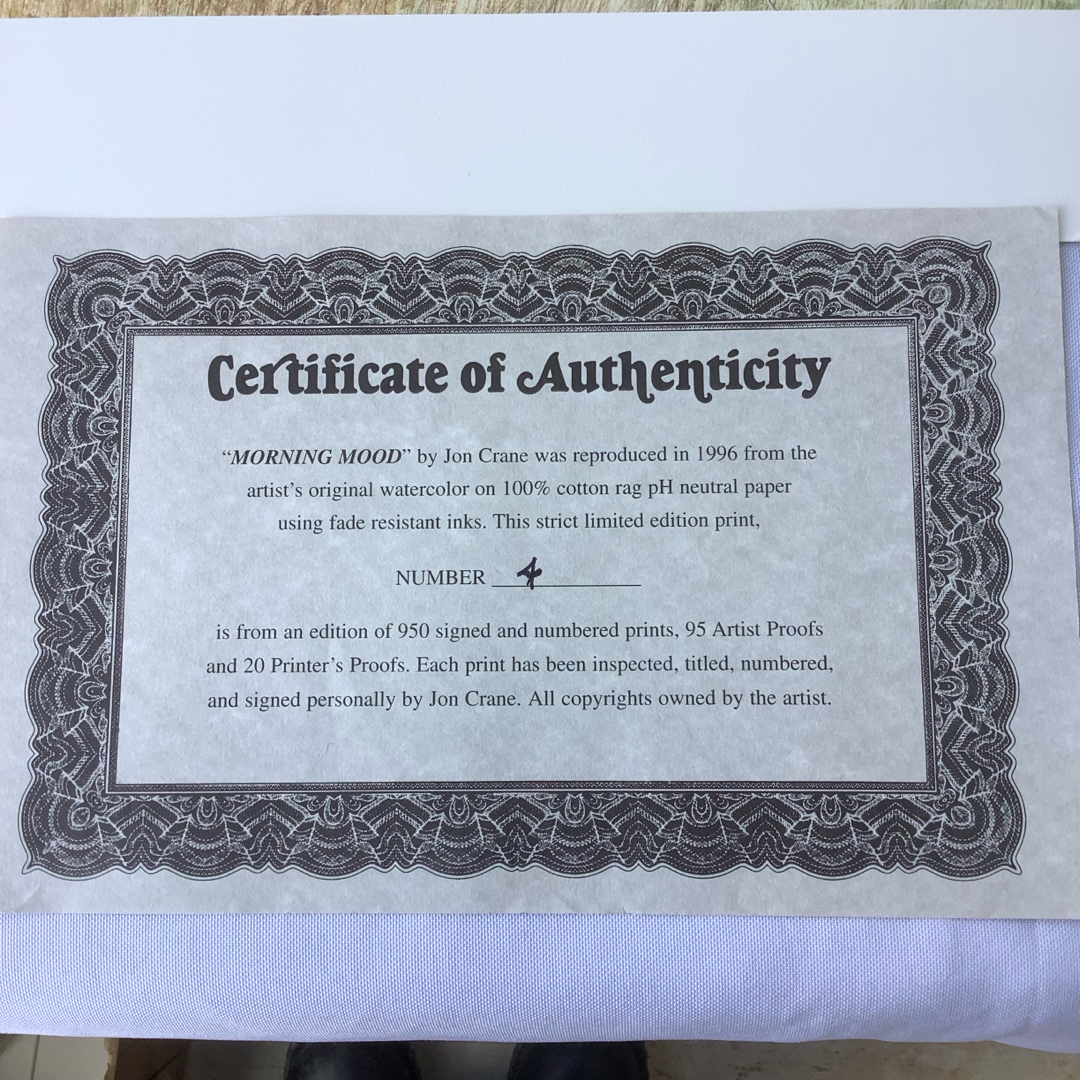 Certificate of Authenticity
“MORNING MOOD” by Jon Crane was reproduced in 1996 from the
artist’s original watercolor on 100% cotton rag pH neutral paper
using fade resistant inks. This strict limited edition print,
NUMBER 4
is from an edition of 950 signed and numbered prints, 95 Artist Proofs
and 20 Printer’s Proofs. Each print has been inspected, titled, numbered,
and signed personally by Jon Crane. All copyrights owned by the artist.